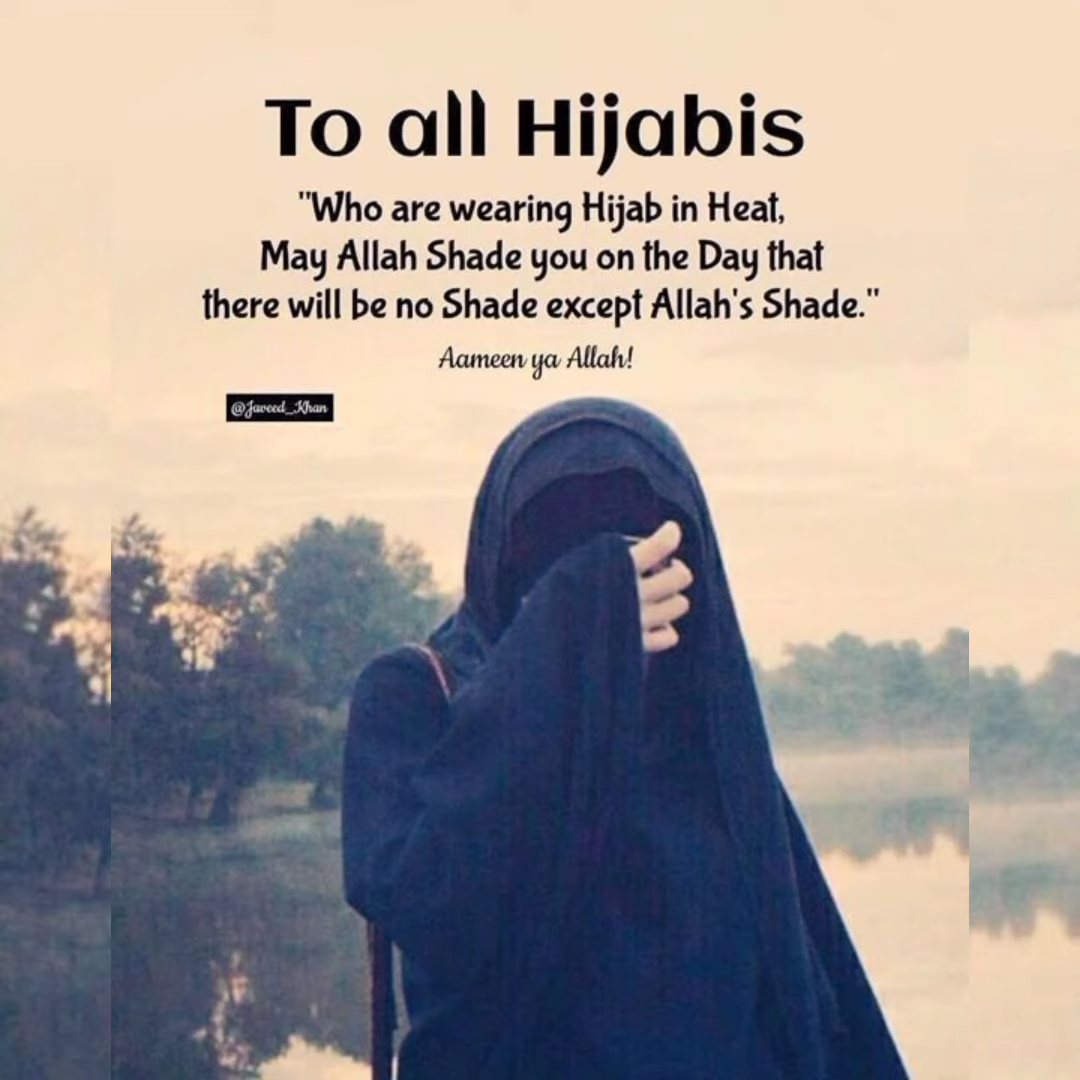 To all Hijabis
"Who are wearing Hijab in Heat,
May Allah Shade you on the Day that
there will be no Shade except Allah's Shade."
Aameen ya Allah!
@Javeed_Khan